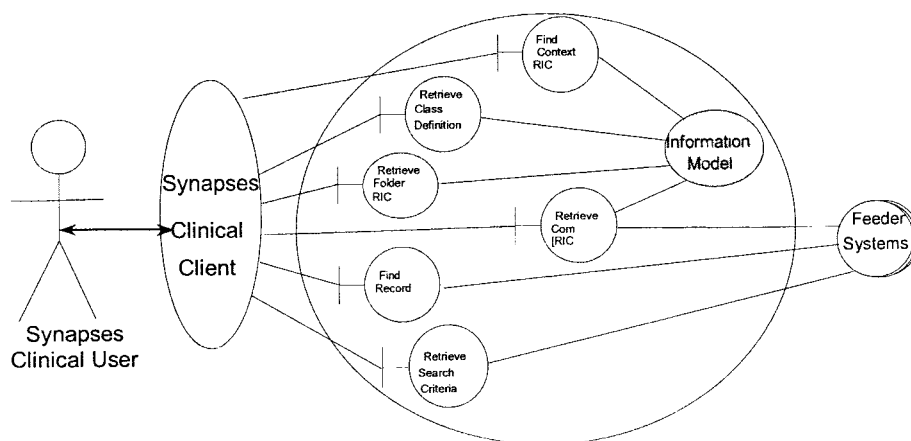 Find
Context
RIC
Retrieve
Class
Definition
Information
Model
Retrieve
Folder
RIC
Synapses
Clinical
Client
Retrieve
Com
[RIC
Feeder
Systems
Find
Record
Synapses
Clinical User
Retrieve
Search
Criteria